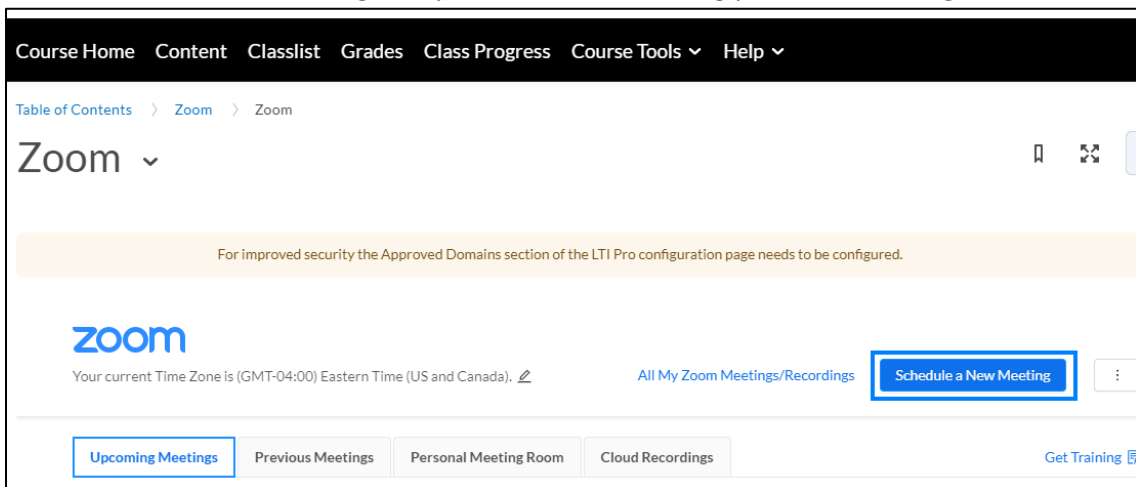 Course Home Content Classlist Grades Class Progress Course Tools Help
Table of Contents > Zoom > Zoom
Zoom
For improved security the Approved Domains section of the LTI Pro configuration page needs to be configured.
zoom
Your current Time Zone is (GMT-04:00) Eastern Time (US and Canada).
All My Zoom Meetings/Recordings Schedule a New Meeting
Upcoming Meetings Previous Meetings Personal Meeting Room Cloud Recordings Get Training